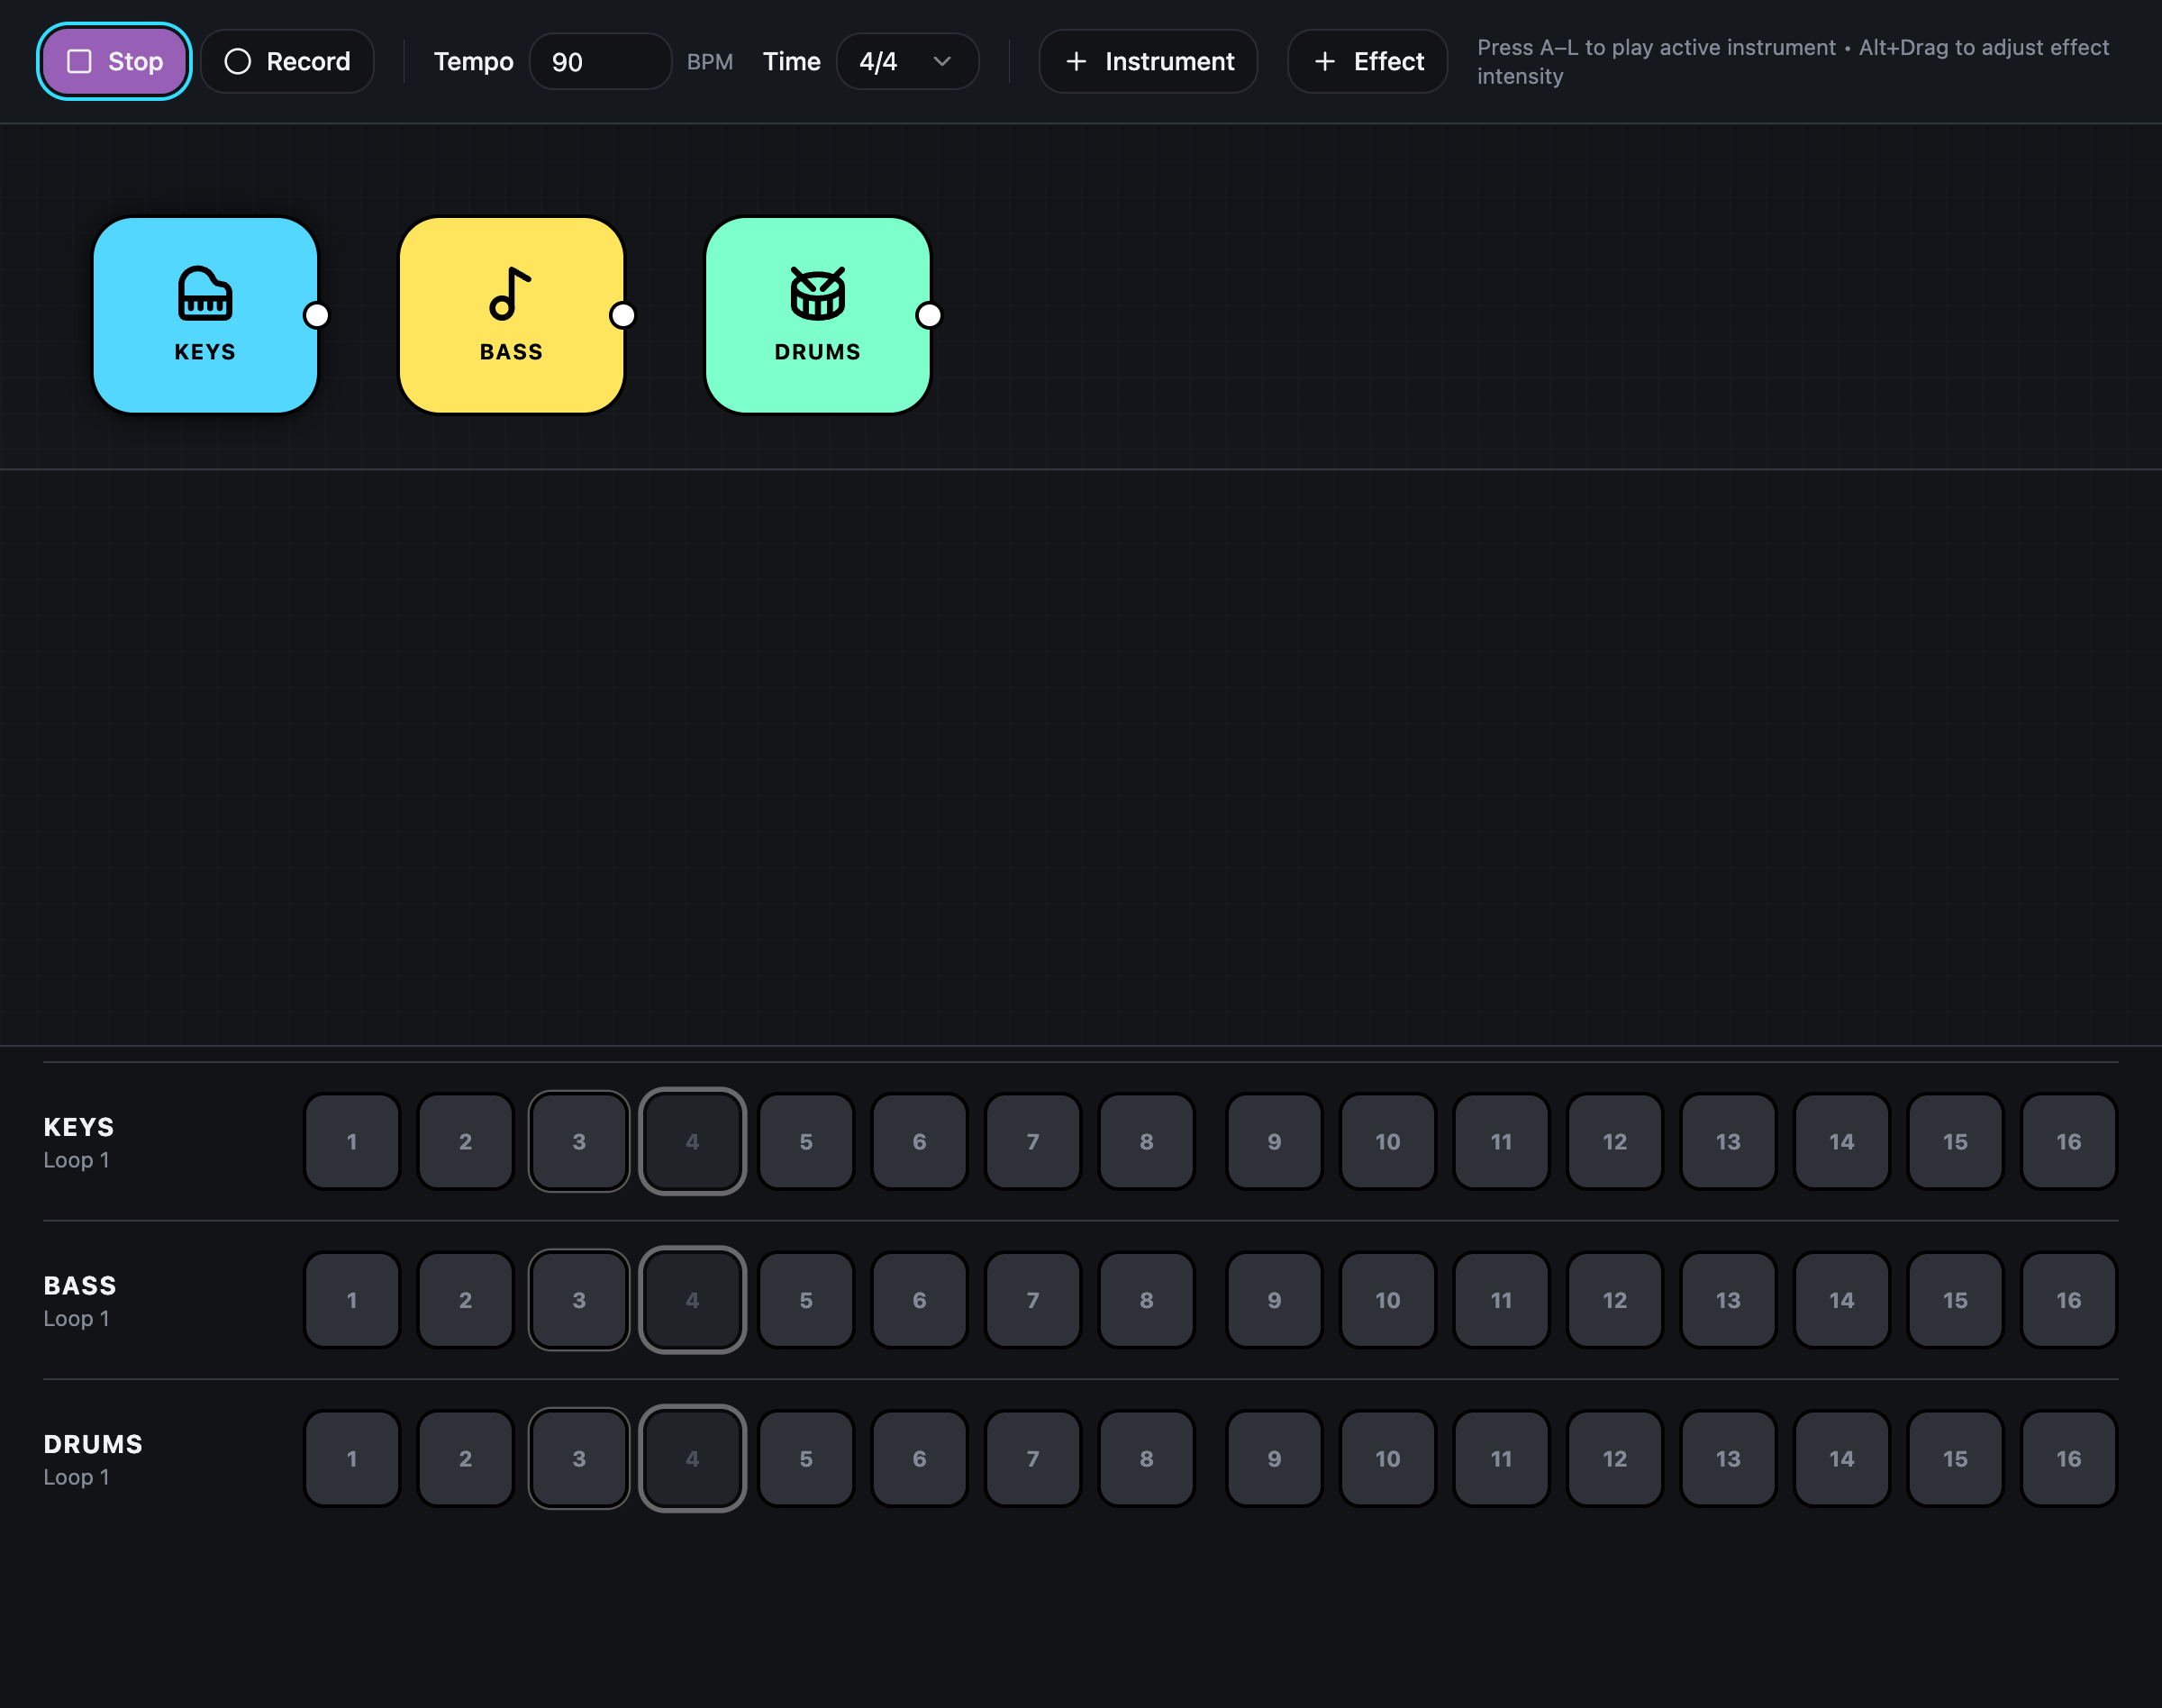 Stop
Record
Tempo
90
BPM
Time
4/4
Instrument
Effect
Press A–L to play active instrument • Alt+Drag to adjust effect
intensity
KEYS
BASS
DRUMS
KEYS
Loop 1
1 2 3 4 5 6 7 8 9 10 11 12 13 14 15 16
BASS
Loop 1
1 2 3 4 5 6 7 8 9 10 11 12 13 14 15 16
DRUMS
Loop 1
1 2 3 4 5 6 7 8 9 10 11 12 13 14 15 16